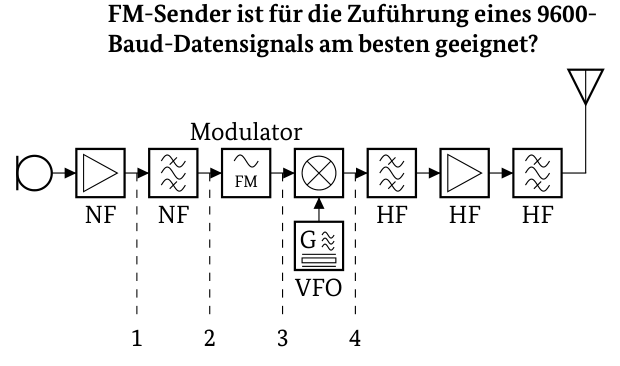 FM-Sender ist für die Zuführung eines 9600-
Baud-Datensignals am besten geeignet?
Modulator
FM
NF
NF
HF
HF
HF
G
VFO
1
2
3
4